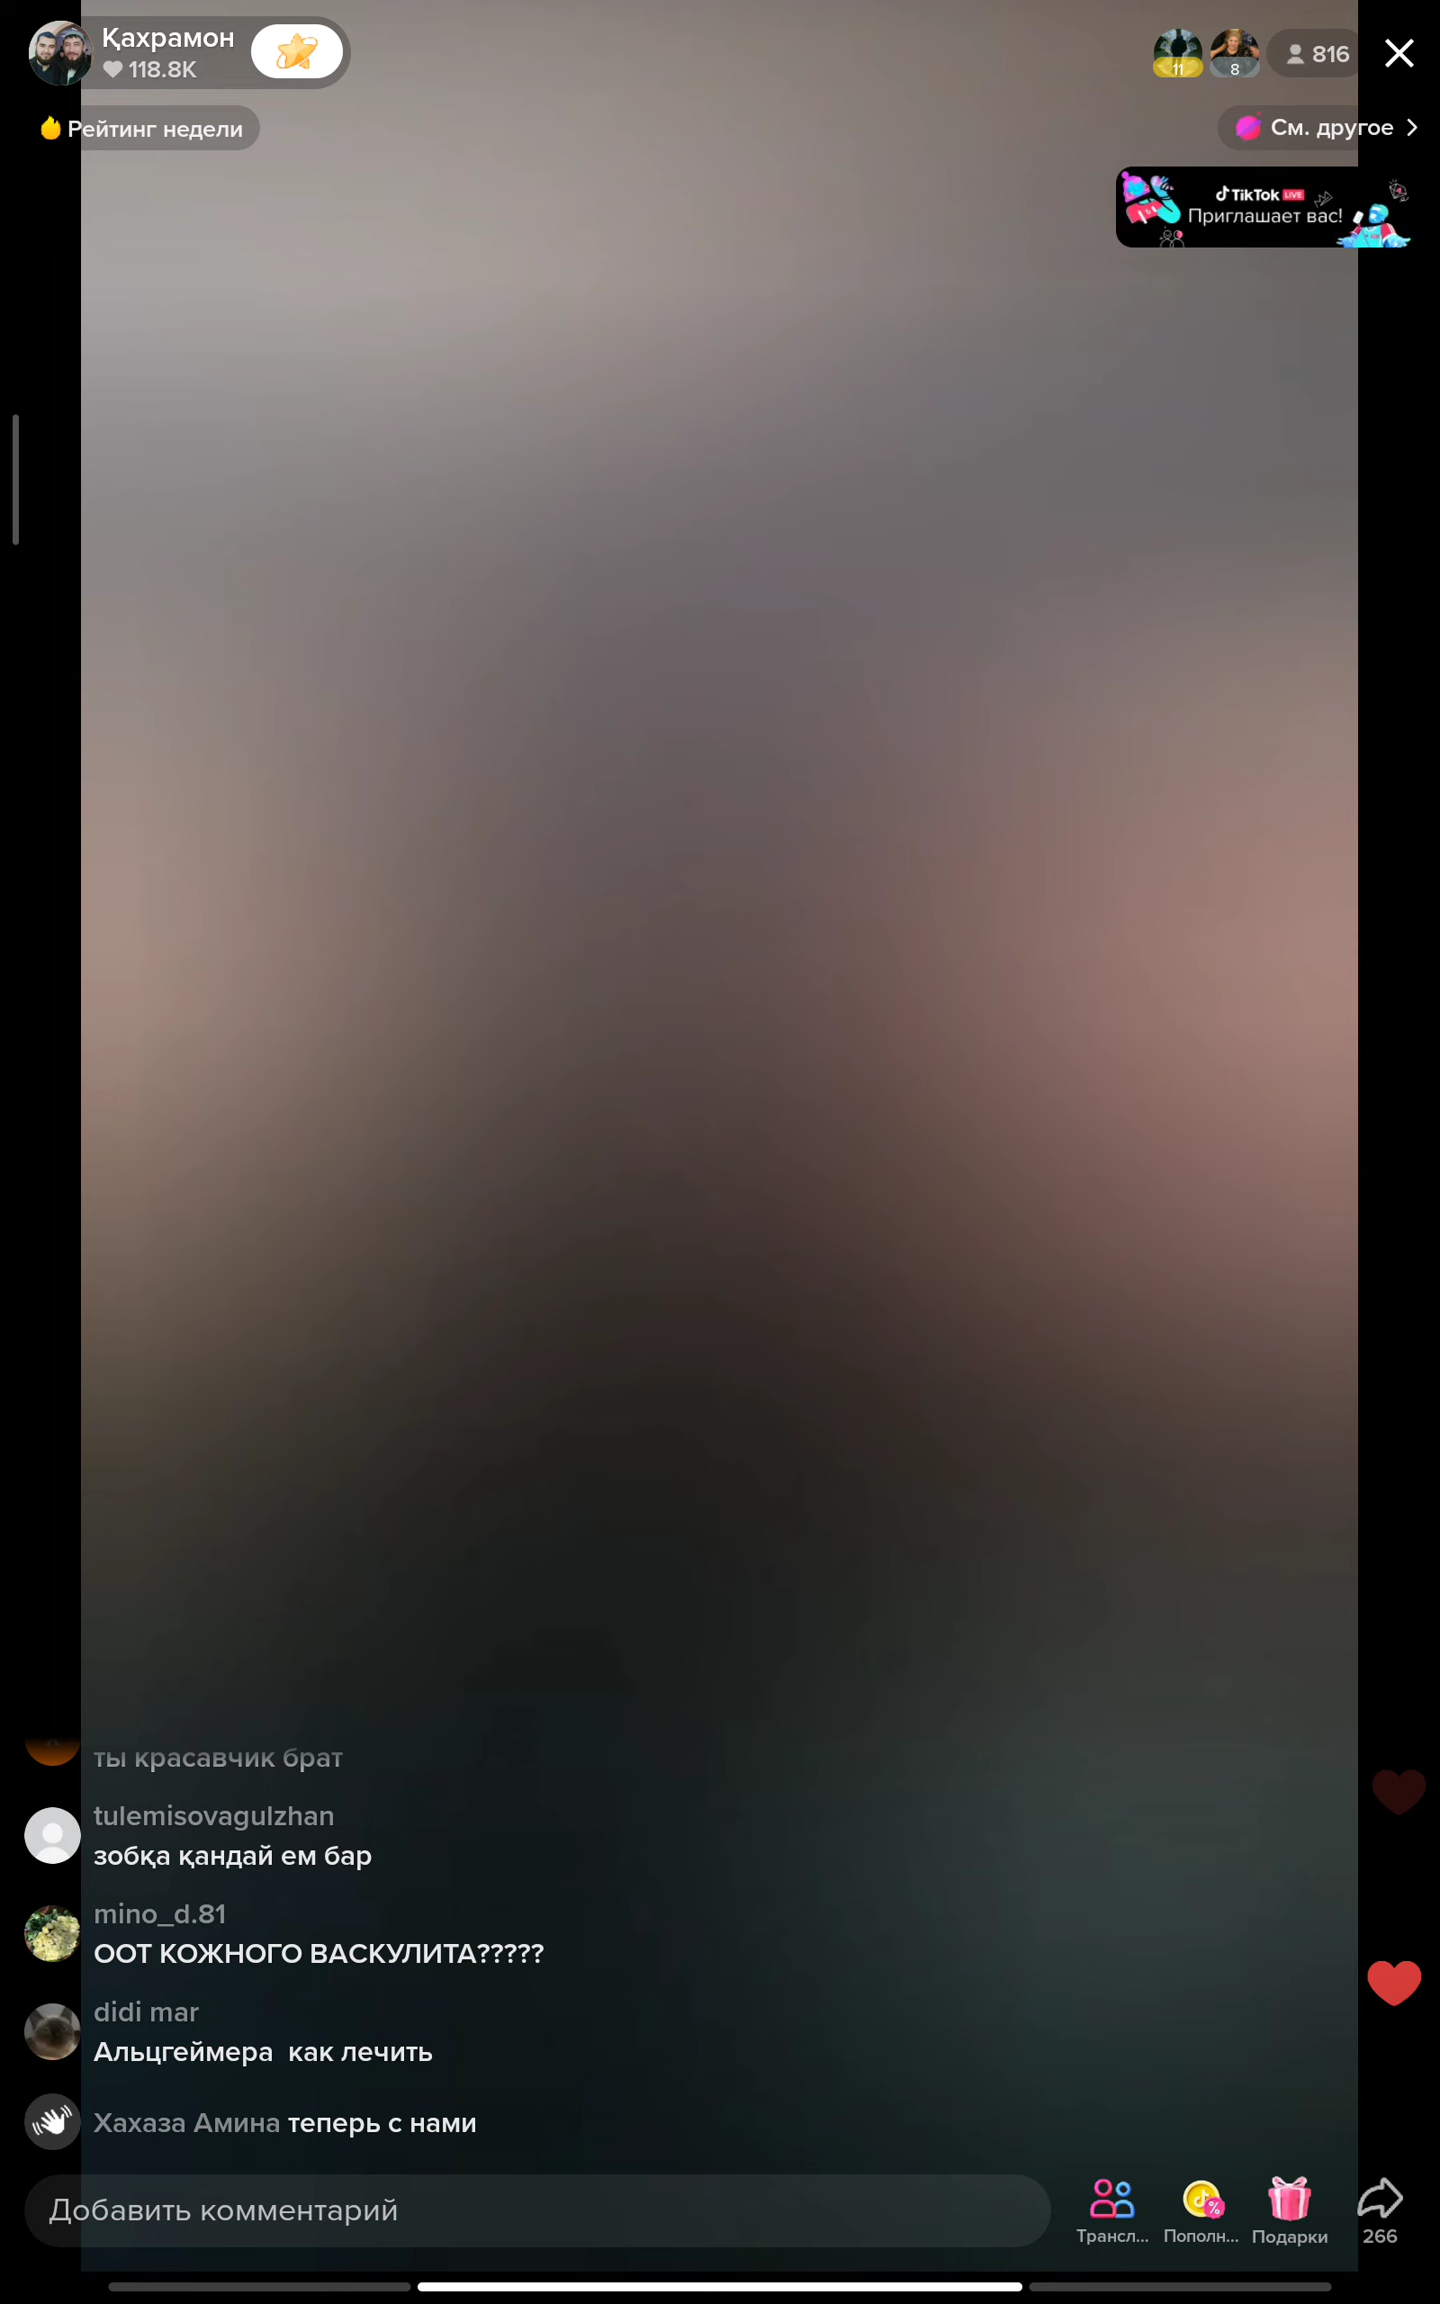 Қахрамон
118.8K
11
8
816
Рейтинг недели
См. другое
TikTok LIVE
Приглашает вас!
ты красавчик брат
tulemisovagulzhan
зобқа қандай ем бар
mino_d.81
ООТ КОЖНОГО ВАСКУЛИТА?????
didi mar
Альцгеймера как лечить
Хахаза Амина теперь с нами
Добавить комментарий
Трансл...
Пополн...
Подарки
266